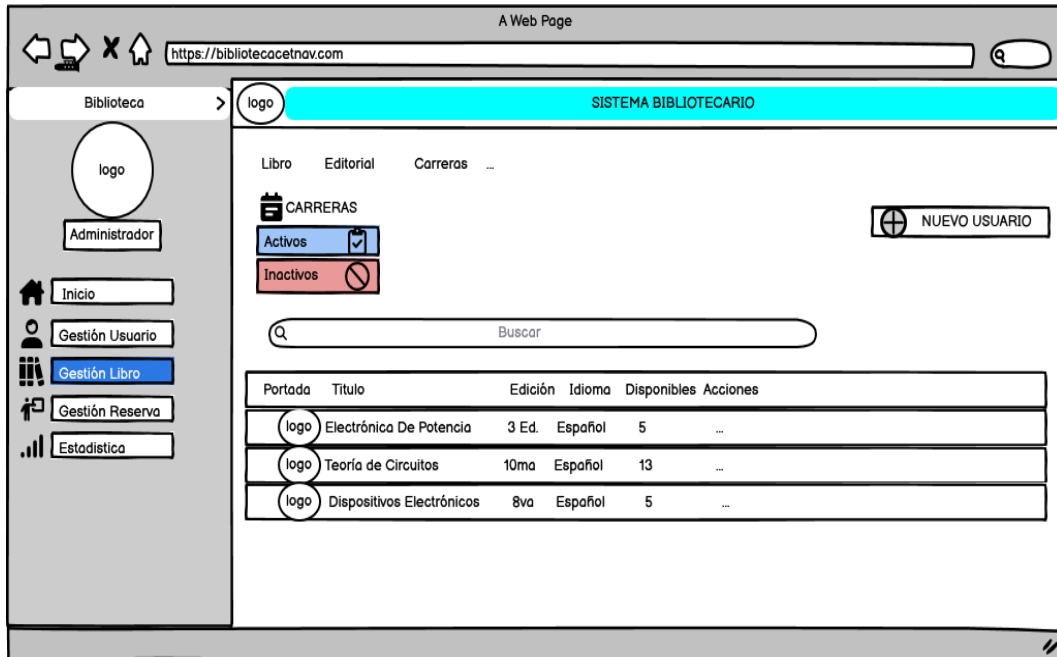 A Web Page
https://bibliotecacetnav.com
Biblioteca
logo
SISTEMA BIBLIOTECARIO
logo
Administrador
Inicio
Gestión Usuario
Gestión Libro
Gestión Reserva
Estadistica
Libro Editorial Carreras ...
CARRERAS
Activos
Inactivos
NUEVO USUARIO
Buscar
Portada Titulo Edición Idioma Disponibles Acciones
logo Electrónica De Potencia 3 Ed. Español 5 ...
logo Teoría de Circuitos 10ma Español 13 ...
logo Dispositivos Electrónicos 8va Español 5 ...